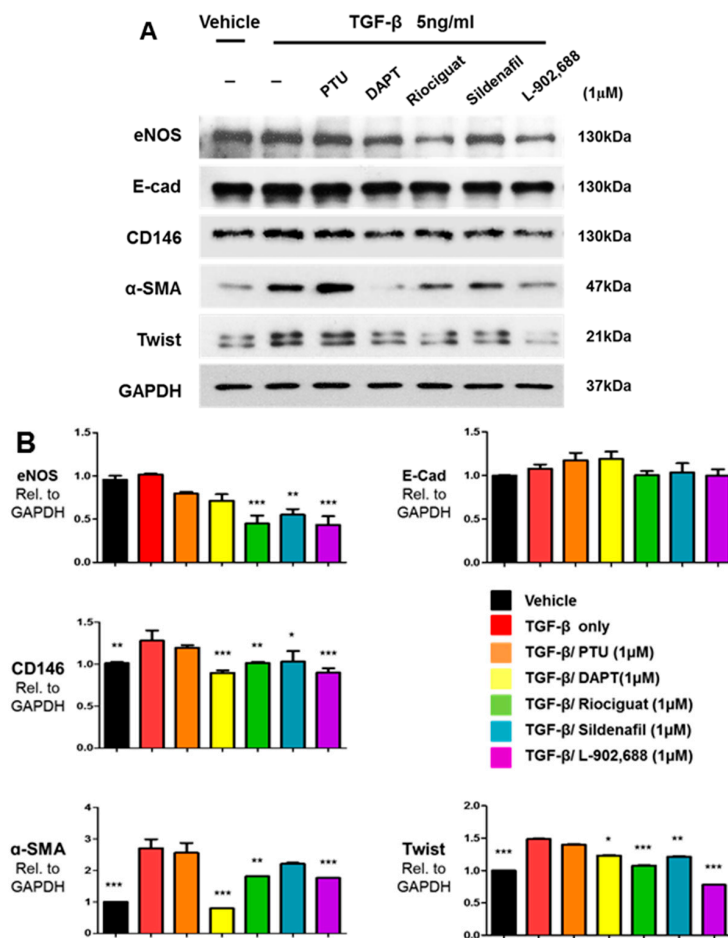 A
Vehicle
TGF-β 5ng/ml
– – PTU DAPT Riociguat Sildenafil L-902,688 (1μM)
eNOS 130kDa
E-cad 130kDa
CD146 130kDa
α-SMA 47kDa
Twist 21kDa
GAPDH 37kDa
B
eNOS
Rel. to
GAPDH
1.5
1.0
0.5
0.0
*** ** ***
E-Cad
Rel. to
GAPDH
1.5
1.0
0.5
0.0
CD146
Rel. to
GAPDH
1.5
1.0
0.5
0.0
** *** ** * ***
Vehicle
TGF-β only
TGF-β/ PTU (1μM)
TGF-β/ DAPT(1μM)
TGF-β/ Riociguat (1μM)
TGF-β/ Sildenafil (1μM)
TGF-β/ L-902,688 (1μM)
α-SMA
Rel. to
GAPDH
4
3
2
1
0
*** *** ** ***
Twist
Rel. to
GAPDH
2.0
1.5
1.0
0.5
0.0
*** * *** ** ***